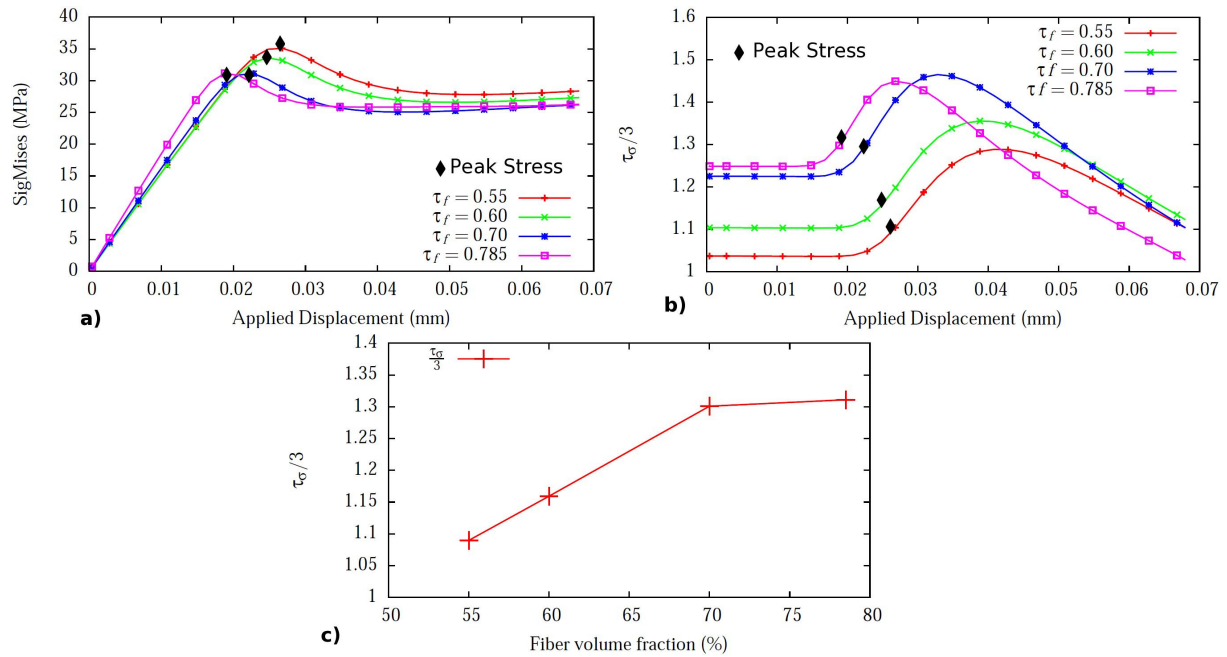 SigMises (MPa)
40
35
30
25
20
15
10
5
0
0 0.01 0.02 0.03 0.04 0.05 0.06 0.07
Applied Displacement (mm)
Peak Stress
τf = 0.55
τf = 0.60
τf = 0.70
τf = 0.785
a)
τσ/3
1.6
1.5
1.4
1.3
1.2
1.1
1
0 0.01 0.02 0.03 0.04 0.05 0.06 0.07
Applied Displacement (mm)
Peak Stress
τf = 0.55
τf = 0.60
τf = 0.70
τf = 0.785
b)
τσ/3
1.4
1.35
1.3
1.25
1.2
1.15
1.1
1.05
1
50 55 60 65 70 75 80
Fiber volume fraction (%)
τσ/3
c)